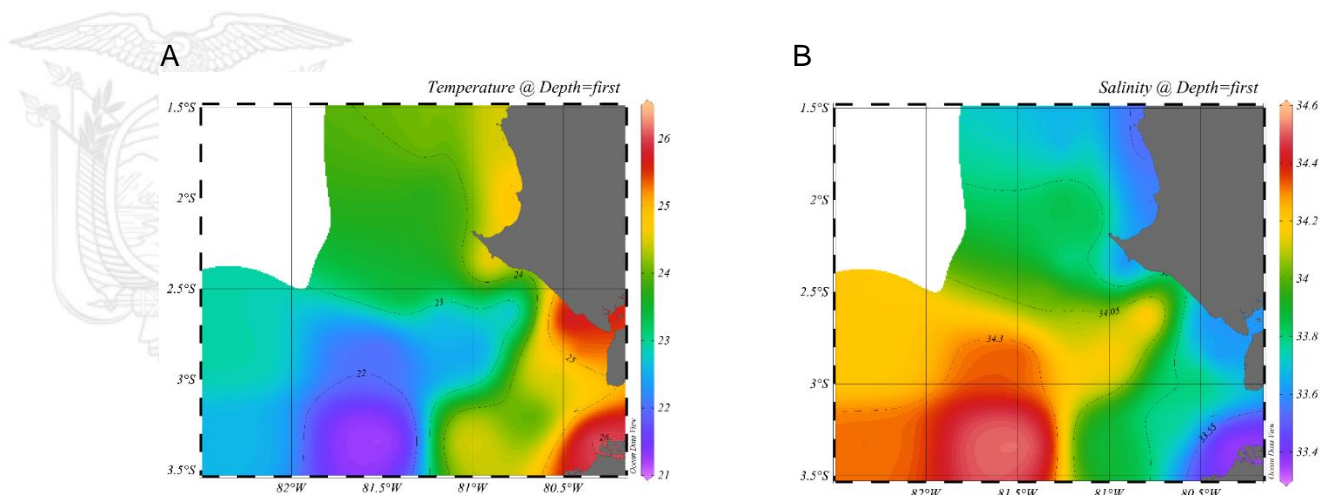 A
B
Temperature @ Depth=first
Salinity @ Depth=first
1.5°S
2°S
2.5°S
3°S
3.5°S
82°W
81.5°W
81°W
80.5°W
26
25
24
23
22
21
24
23
25
22
26
Ocean Data View
1.5°S
2°S
2.5°S
3°S
3.5°S
82°W
81.5°W
81°W
80.5°W
34.6
34.4
34.2
34
33.8
33.6
33.4
34.05
34.3
33.55
Ocean Data View